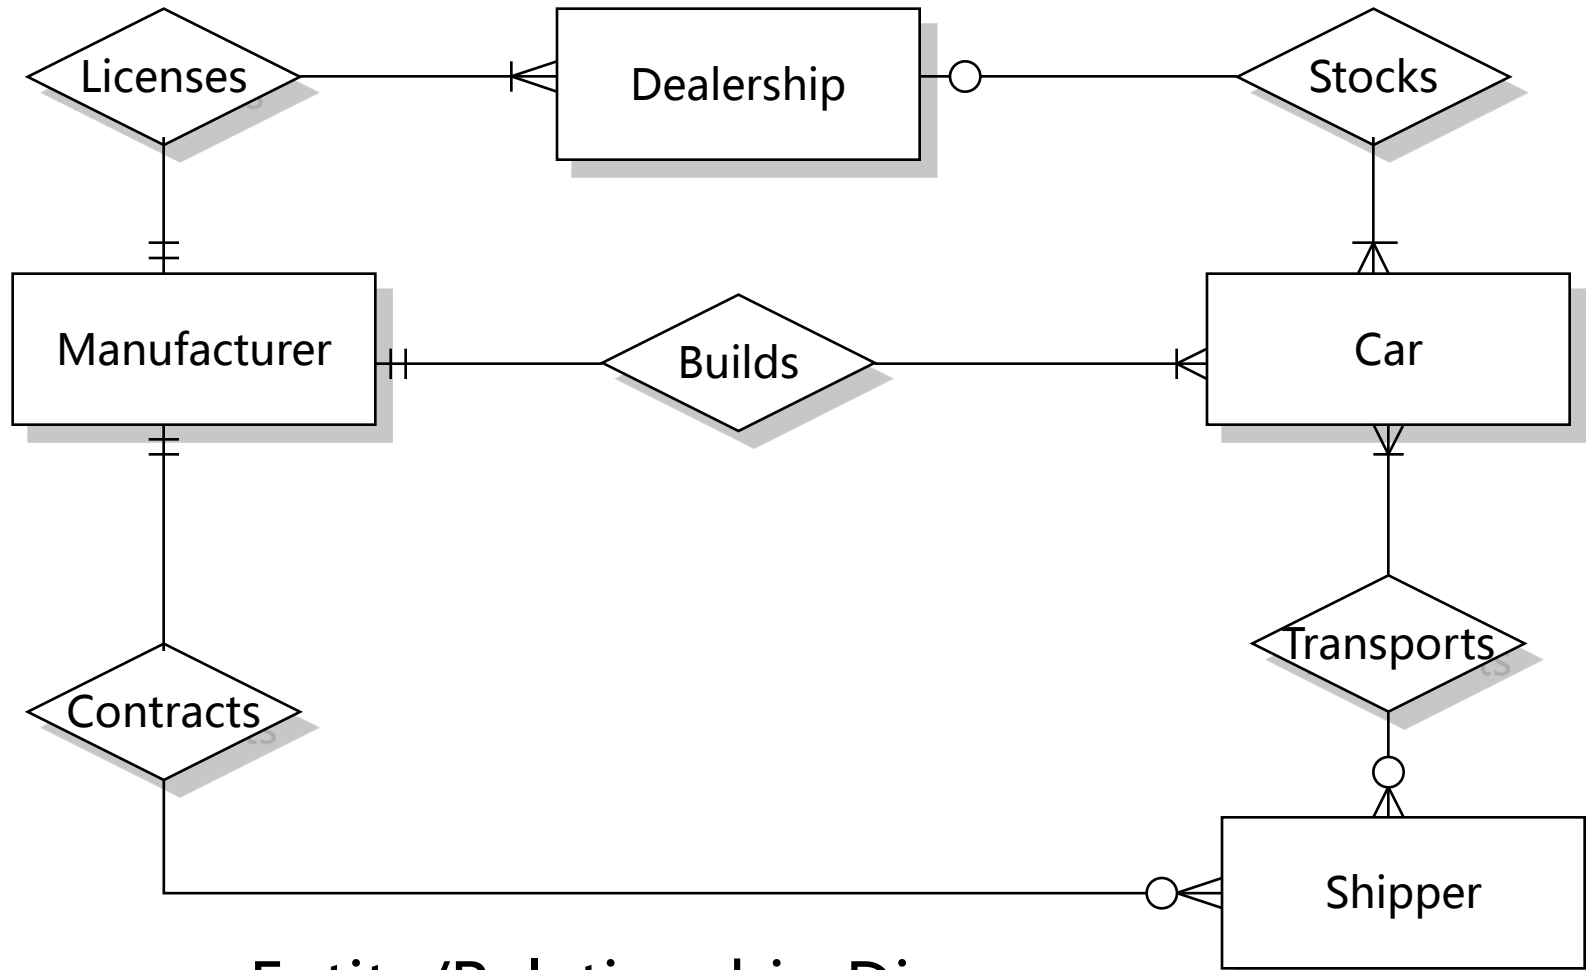 Licenses
Dealership
Stocks
Manufacturer
Builds
Car
Transports
Contracts
Shipper